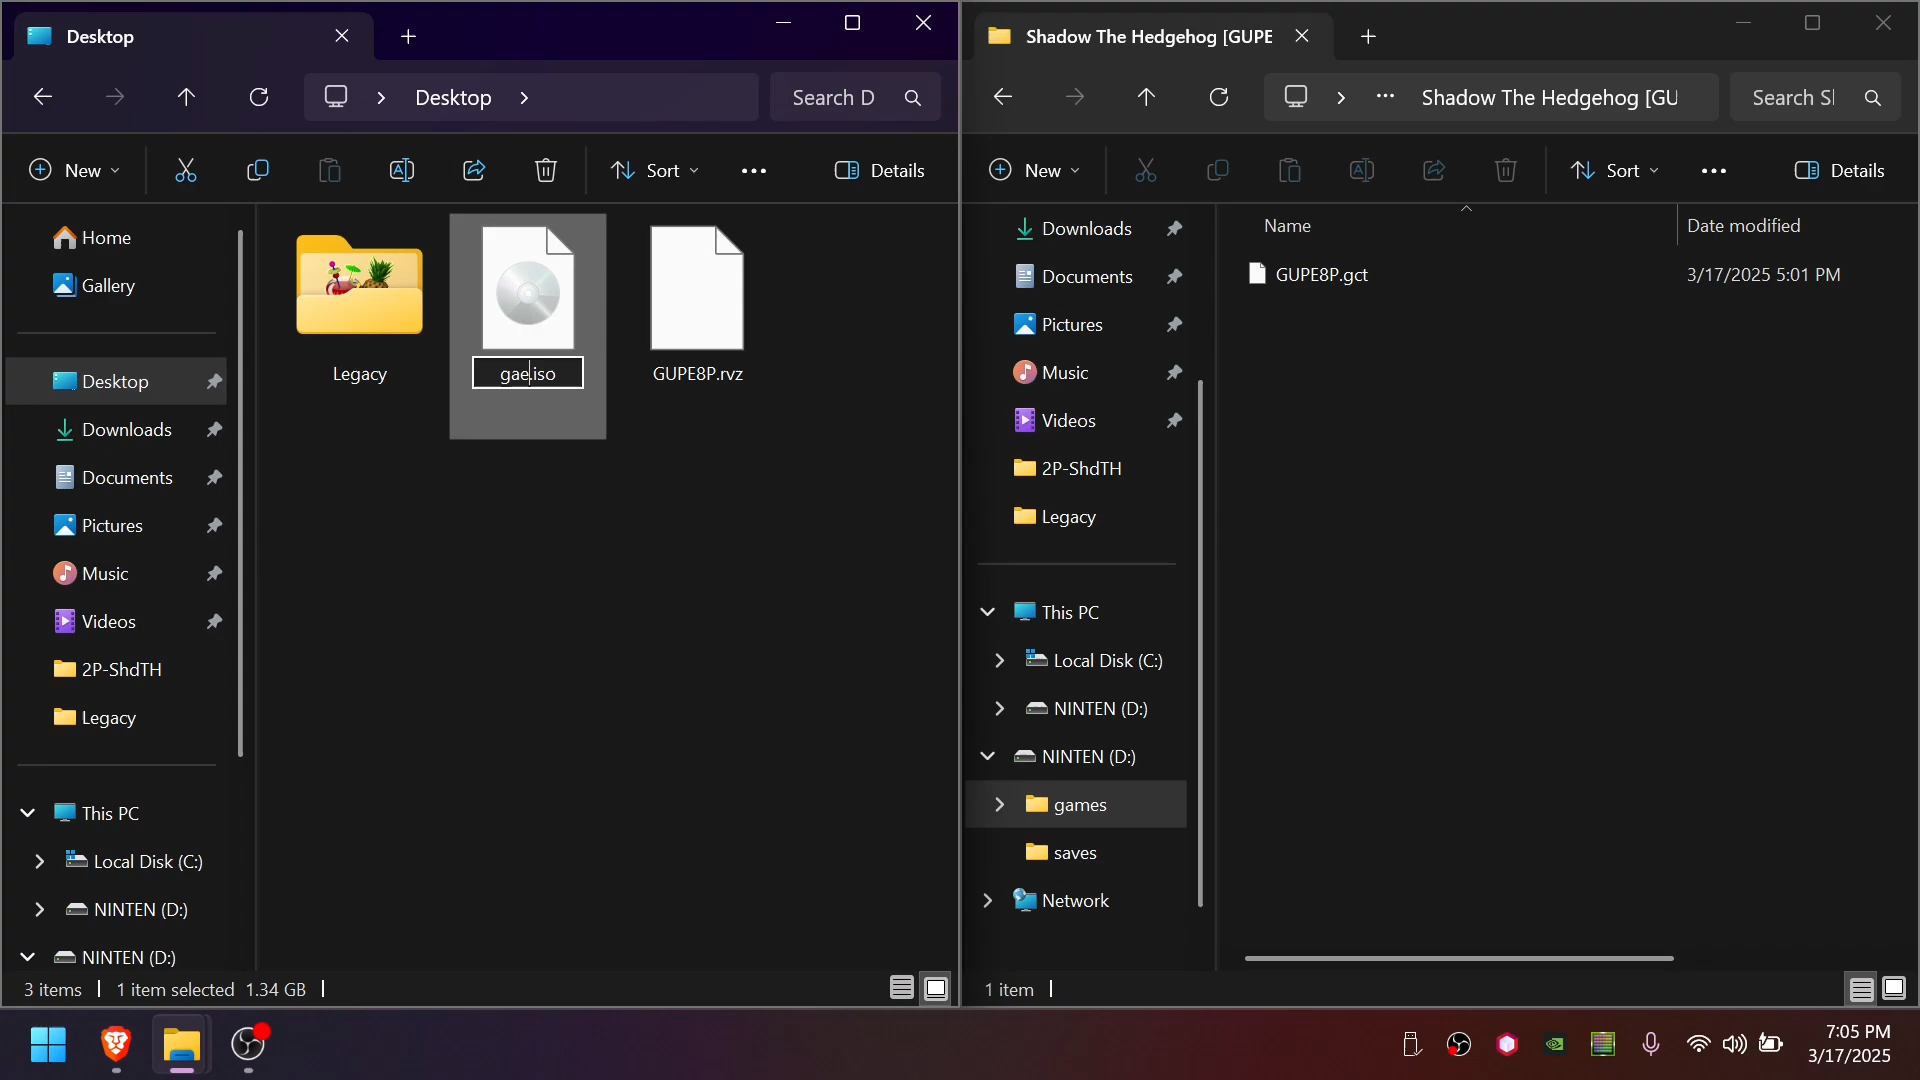 Desktop
Desktop
Search D
New
Sort
Details
Home
Gallery
Desktop
Downloads
Documents
Pictures
Music
Videos
2P-ShdTH
Legacy
This PC
Local Disk (C:)
NINTEN (D:)
NINTEN (D:)
Legacy
gae.iso
GUPE8P.rvz
3 items
1 item selected 1.34 GB
Shadow The Hedgehog [GUPE
Shadow The Hedgehog [GU
Search Sl
New
Sort
Details
Downloads
Documents
Pictures
Music
Videos
2P-ShdTH
Legacy
This PC
Local Disk (C:)
NINTEN (D:)
NINTEN (D:)
games
saves
Network
Name
Date modified
GUPE8P.gct
3/17/2025 5:01 PM
1 item
7:05 PM
3/17/2025